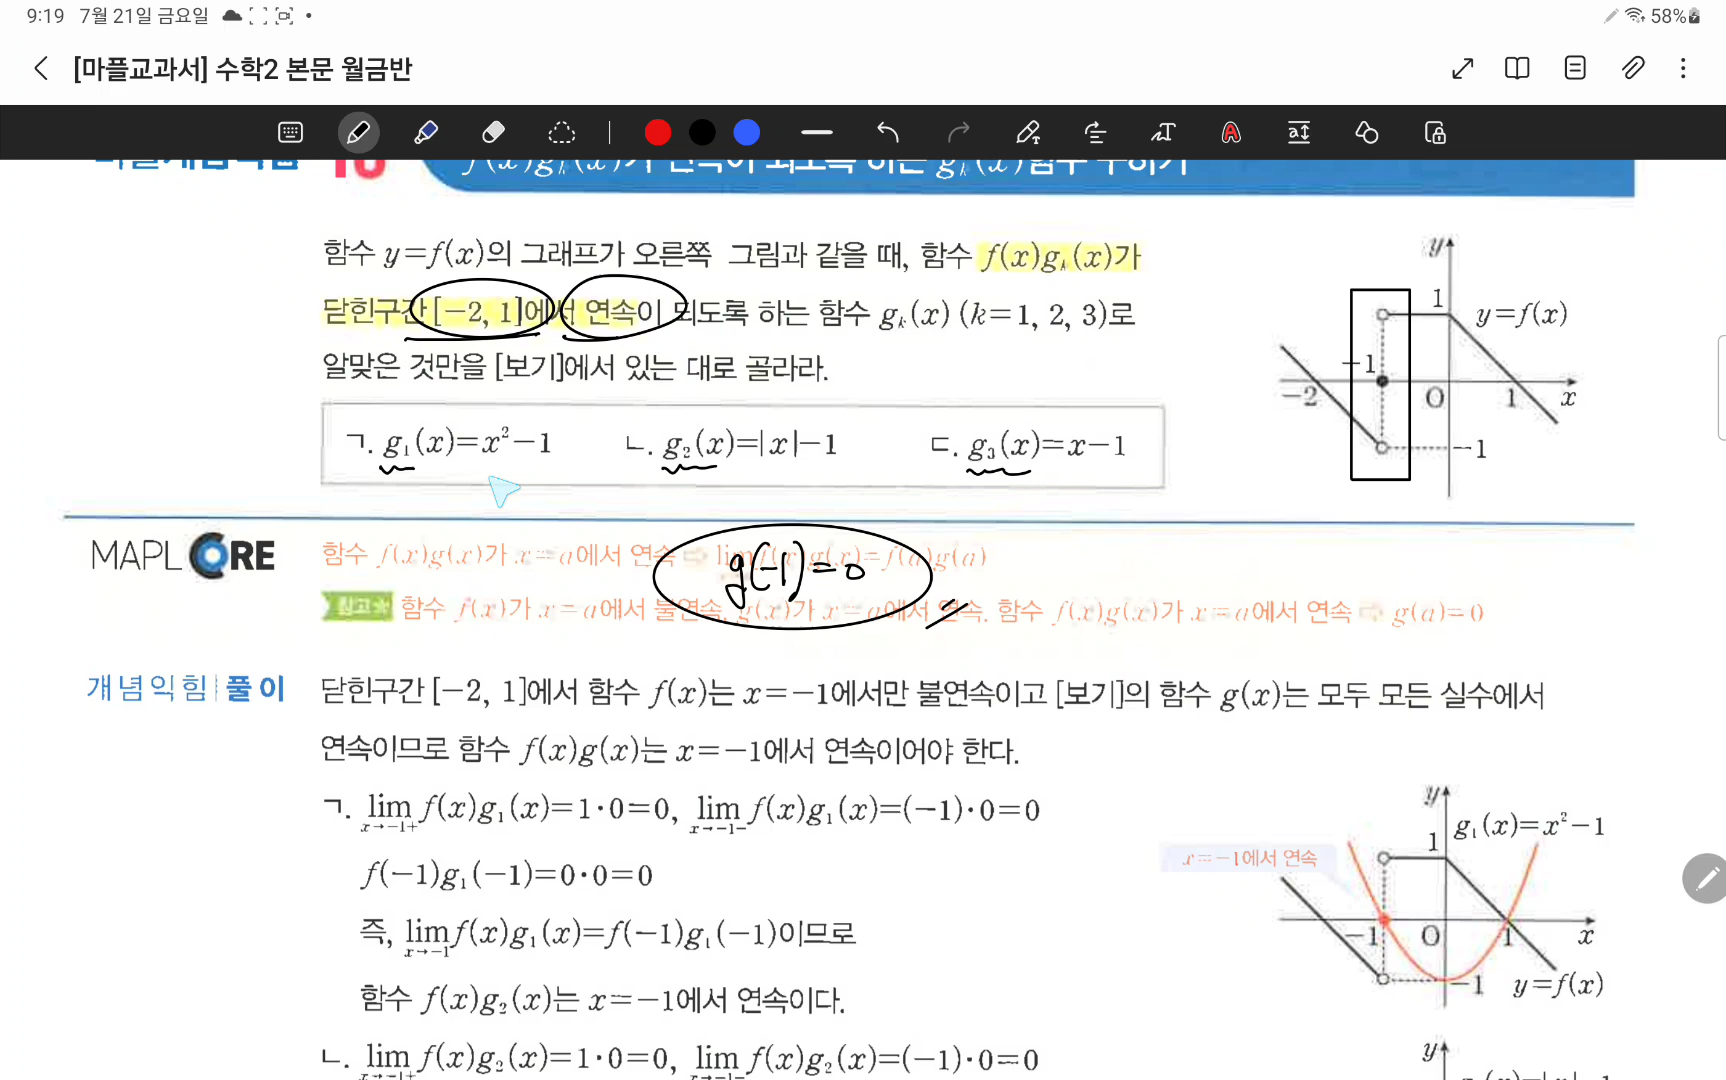 9:19 7월 21일 금요일
58%
[마플교과서] 수학2 본문 월금반
함수 y=f(x)의 그래프가 오른쪽 그림과 같을 때, 함수 f(x)gₖ(x)가
닫힌구간 [−2, 1]에서 연속이 되도록 하는 함수 gₖ(x) (k=1, 2, 3)로
알맞은 것만을 [보기]에서 있는 대로 골라라.
ㄱ. g₁(x)=x²−1 ㄴ. g₂(x)=|x|−1 ㄷ. g₃(x)=x−1
y
1
y=f(x)
−1
−2 O 1 x
−1
MAPL CORE
함수 f(x)g(x)가 x=a에서 연속 ⇨ lim f(x)g(x)=f(a)g(a)
g(−1)=0
참고 함수 f(x)가 x=a에서 불연속, g(x)가 x=a에서 연속, 함수 f(x)g(x)가 x=a에서 연속 ⇨ g(a)=0
개념익힘 | 풀이
닫힌구간 [−2, 1]에서 함수 f(x)는 x=−1에서만 불연속이고 [보기]의 함수 g(x)는 모두 모든 실수에서
연속이므로 함수 f(x)g(x)는 x=−1에서 연속이어야 한다.
ㄱ. lim x→−1+ f(x)g₁(x)=1·0=0, lim x→−1− f(x)g₁(x)=(−1)·0=0
f(−1)g₁(−1)=0·0=0
즉, lim x→−1 f(x)g₁(x)=f(−1)g₁(−1)이므로
함수 f(x)g₂(x)는 x=−1에서 연속이다.
y
1 g₁(x)=x²−1
x=−1에서 연속
−1 O 1 x
−1 y=f(x)
ㄴ. lim f(x)g₂(x)=1·0=0, lim f(x)g₂(x)=(−1)·0=0
y